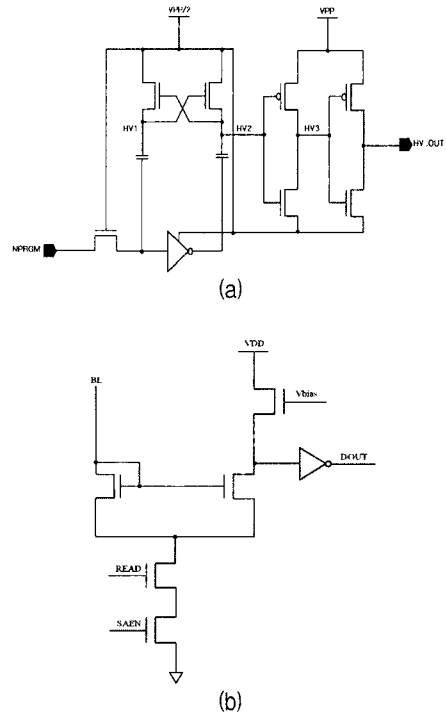 VPP/2
VPP
HV1
HV2
HV3
HV_OUT
NPRGM
(a)
VDD
BL
Vbias
DOUT
READ
SAEN
(b)